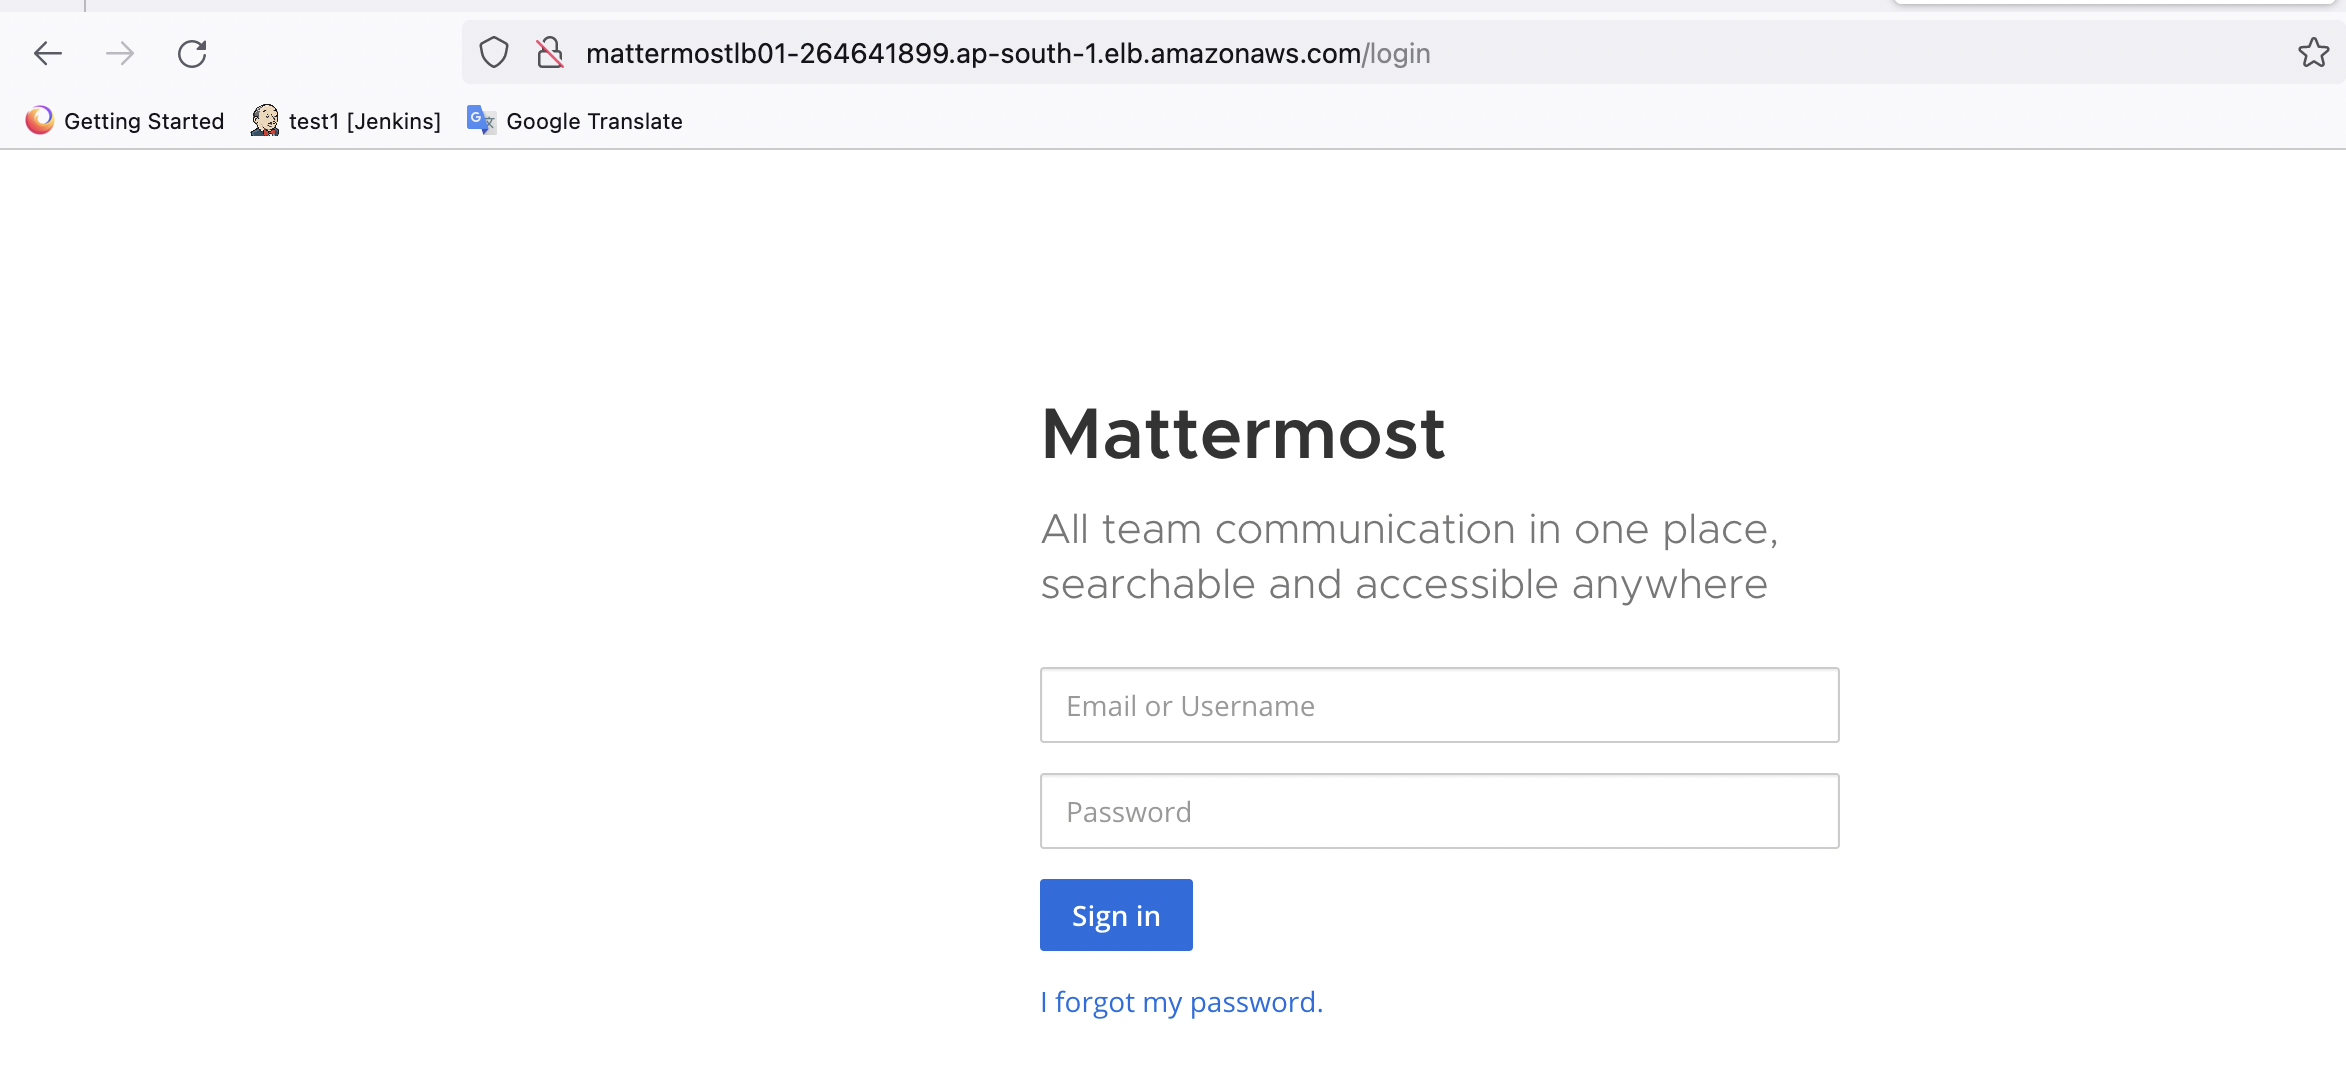 mattermostlb01-264641899.ap-south-1.elb.amazonaws.com/login
Getting Started test1 [Jenkins] Google Translate
Mattermost
All team communication in one place,
searchable and accessible anywhere
Email or Username
Password
Sign in
I forgot my password.